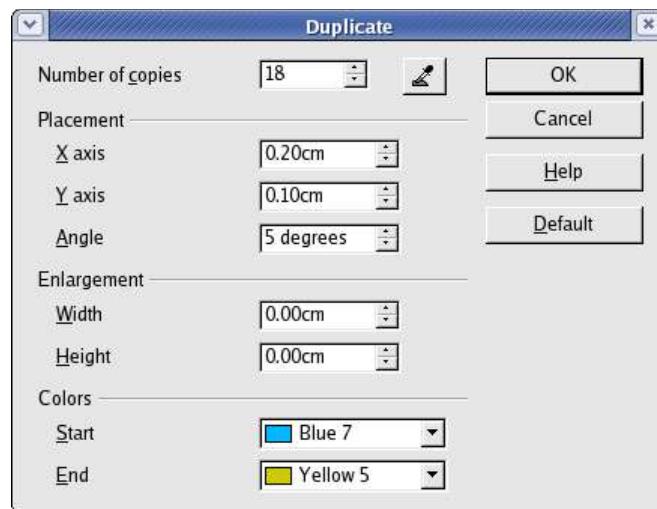 Duplicate
Number of copies 18
OK
Placement
Cancel
X axis 0.20cm
Help
Y axis 0.10cm
Default
Angle 5 degrees
Enlargement
Width 0.00cm
Height 0.00cm
Colors
Start Blue 7
End Yellow 5